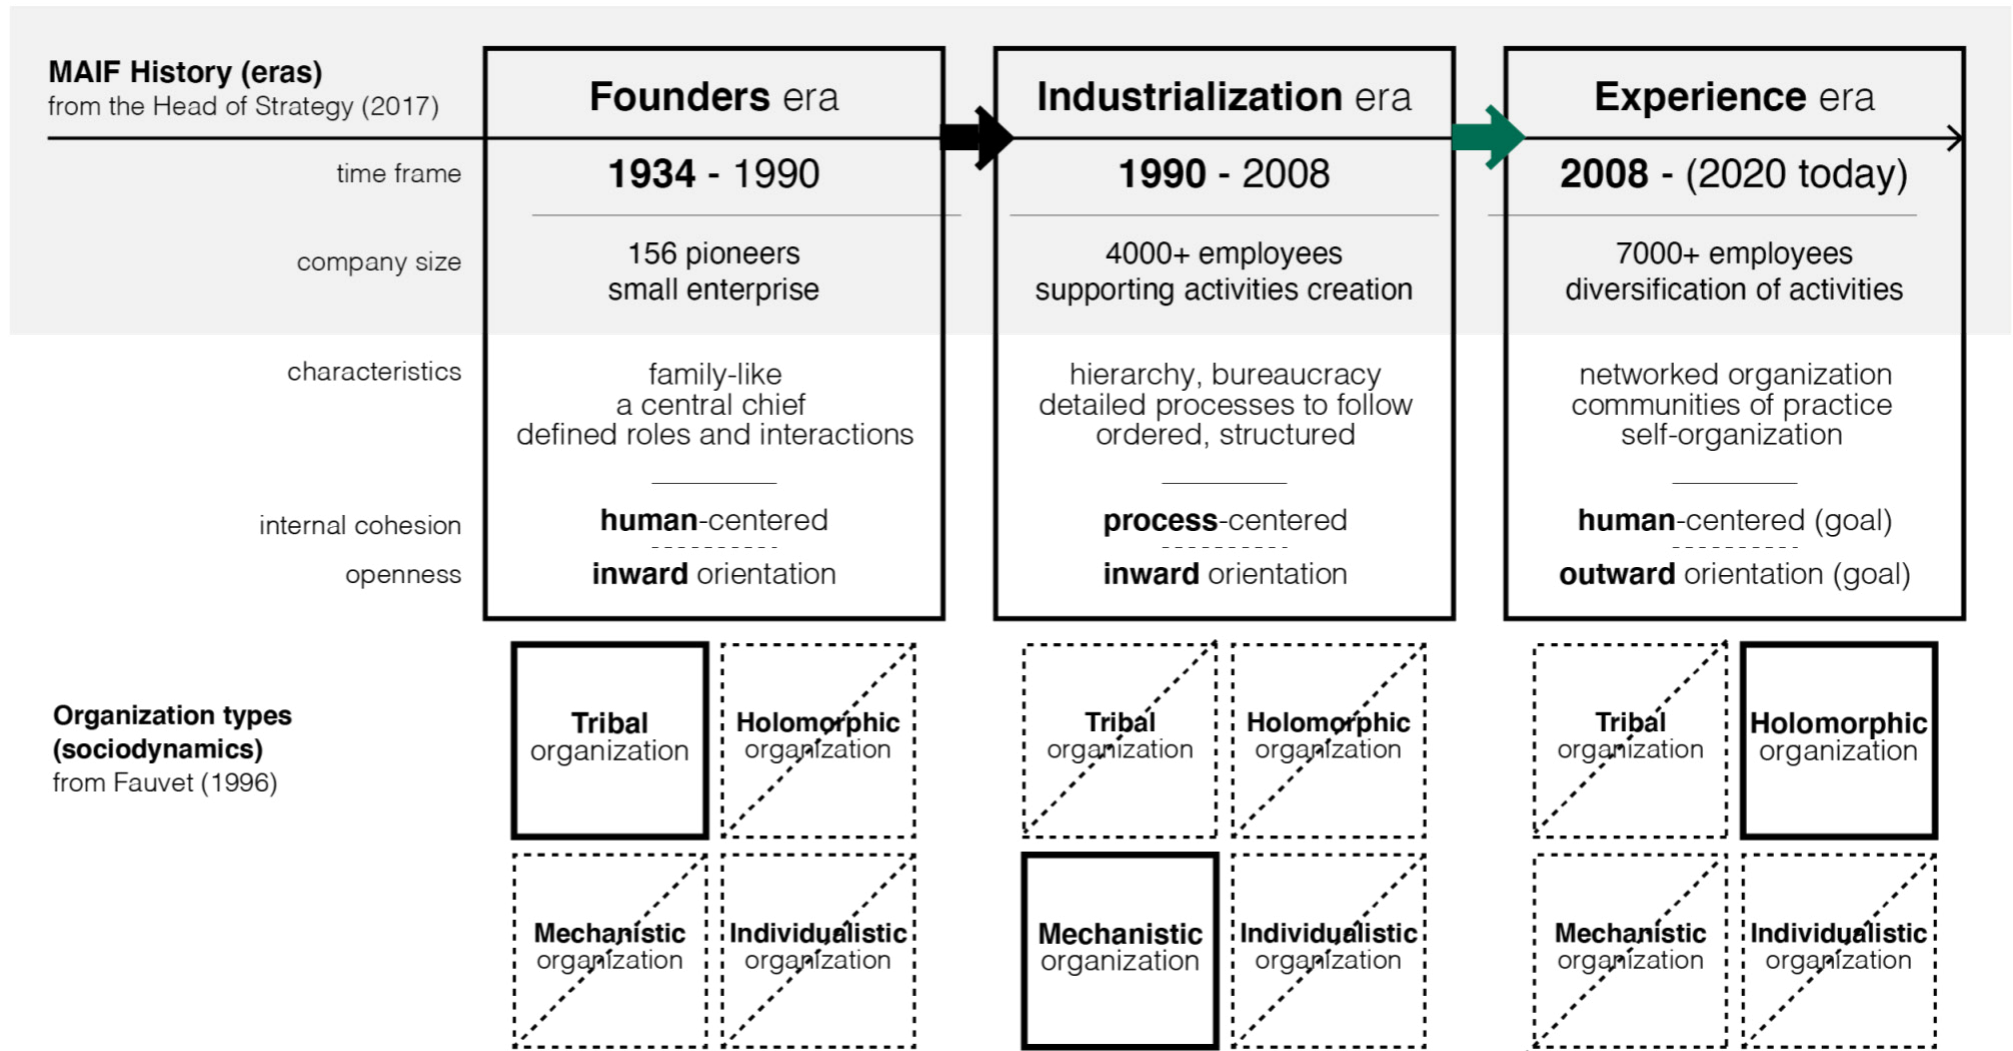 MAIF History (eras)
from the Head of Strategy (2017)
Founders era
Industrialization era
Experience era
time frame
1934 - 1990
1990 - 2008
2008 - (2020 today)
company size
156 pioneers
small enterprise
4000+ employees
supporting activities creation
7000+ employees
diversification of activities
characteristics
family-like
a central chief
defined roles and interactions
hierarchy, bureaucracy
detailed processes to follow
ordered, structured
networked organization
communities of practice
self-organization
internal cohesion
human-centered
process-centered
human-centered (goal)
openness
inward orientation
inward orientation
outward orientation (goal)
Organization types
(sociodynamics)
from Fauvet (1996)
Tribal
organization
Holomorphic
organization
Mechanistic
organization
Individualistic
organization
Tribal
organization
Holomorphic
organization
Mechanistic
organization
Individualistic
organization
Tribal
organization
Holomorphic
organization
Mechanistic
organization
Individualistic
organization